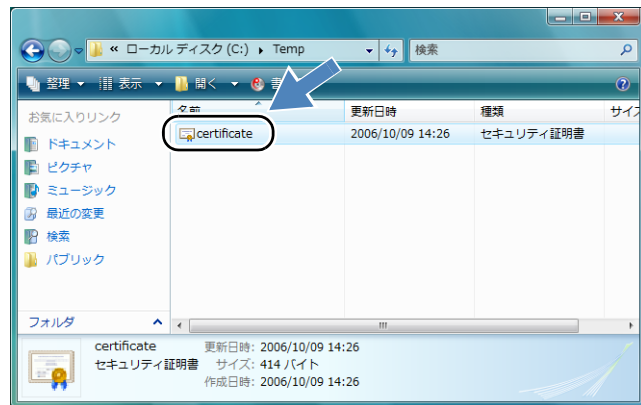 « ローカル ディスク (C:) ▸ Temp
検索
整理 表示 開く 書
お気に入りリンク
ドキュメント
ピクチャ
ミュージック
最近の変更
検索
パブリック
フォルダ
名前 更新日時 種類 サイズ
certificate 2006/10/09 14:26 セキュリティ証明書
certificate 更新日時: 2006/10/09 14:26
セキュリティ証明書 サイズ: 414 バイト
作成日時: 2006/10/09 14:26